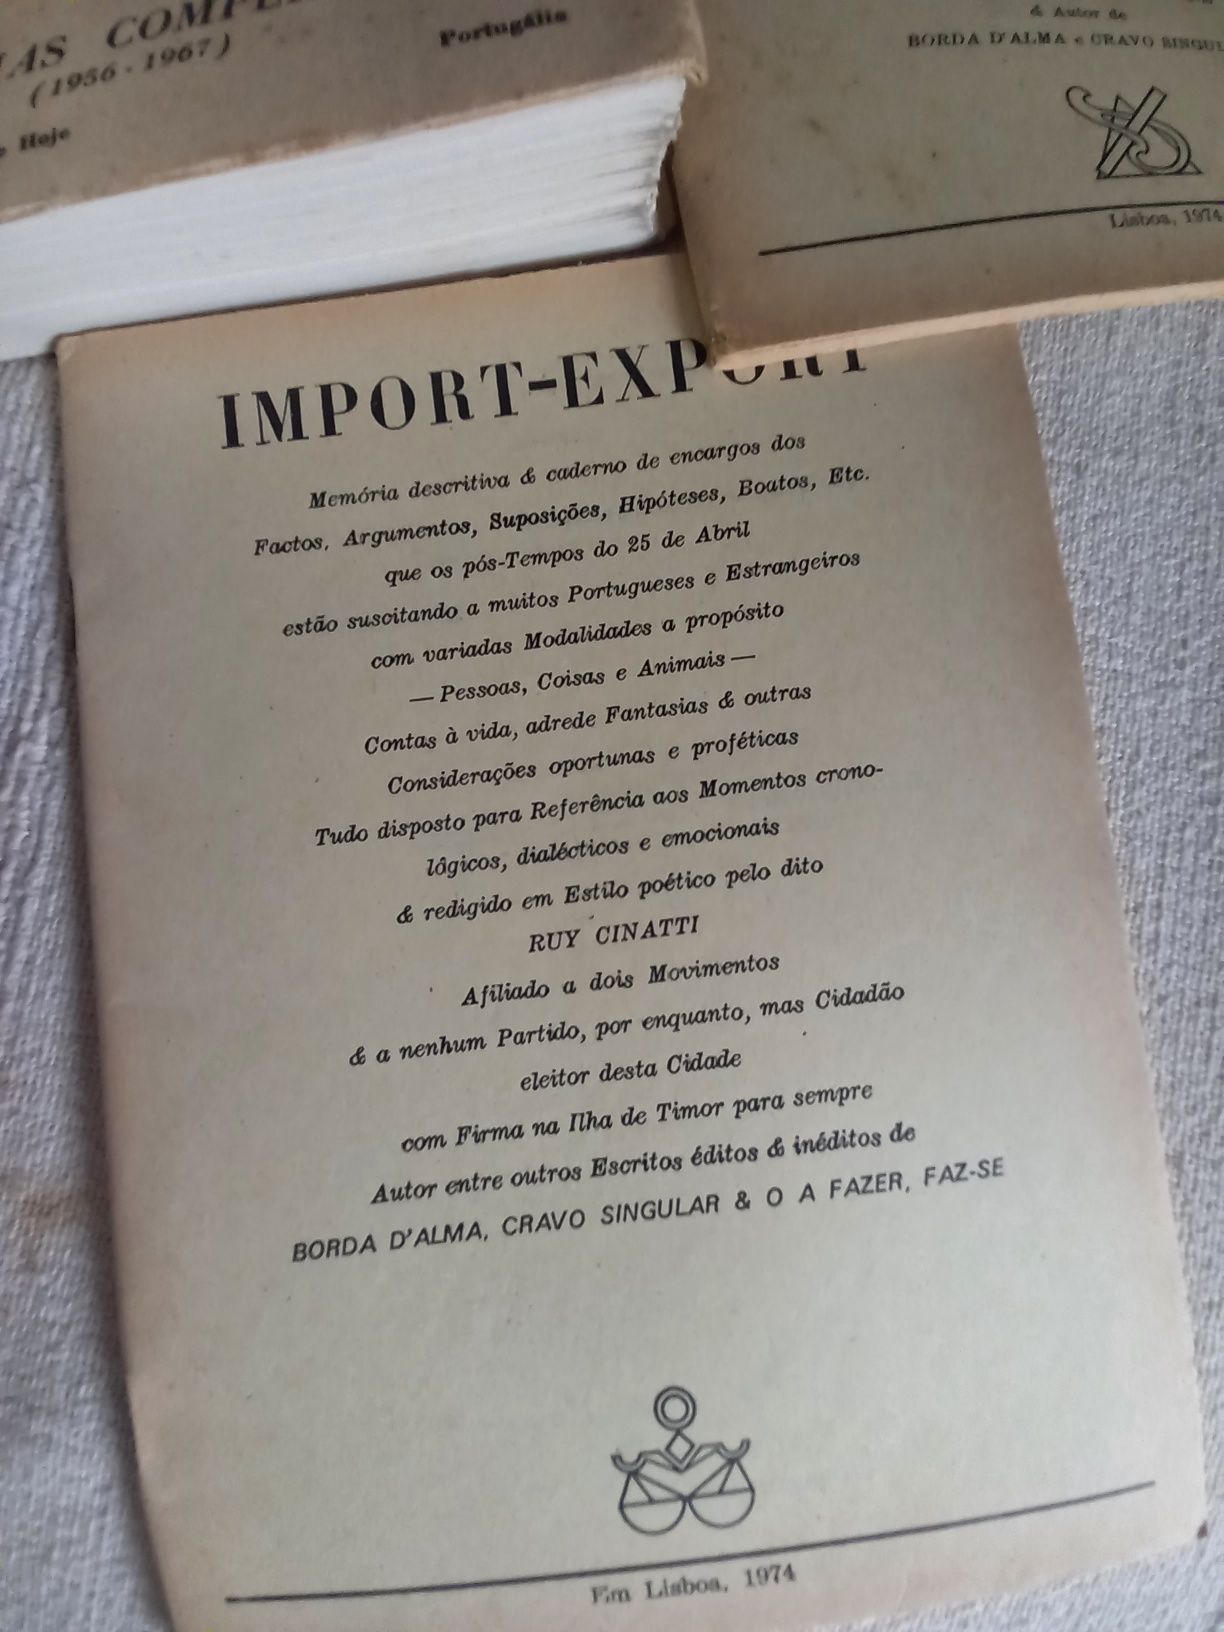 COMPL
(1956-1967)
Hoje
Portugália
& Autor de
BORDA D'ALMA e CRAVO SINGU
Lisboa, 1974
IMPORT-EXPORT
Memória descritiva & caderno de encargos dos
Factos, Argumentos, Suposições, Hipóteses, Boatos, Etc.
que os pós-Tempos do 25 de Abril
estão suscitando a muitos Portugueses e Estrangeiros
com variadas Modalidades a propósito
— Pessoas, Coisas e Animais —
Contas à vida, adrede Fantasias & outras
Considerações oportunas e proféticas
Tudo disposto para Referência aos Momentos crono-
lógicos, dialécticos e emocionais
& redigido em Estilo poético pelo dito
RUY CINATTI
Afiliado a dois Movimentos
& a nenhum Partido, por enquanto, mas Cidadão
eleitor desta Cidade
com Firma na Ilha de Timor para sempre
Autor entre outros Escritos éditos & inéditos de
BORDA D'ALMA, CRAVO SINGULAR & O A FAZER, FAZ-SE
Em Lisboa, 1974